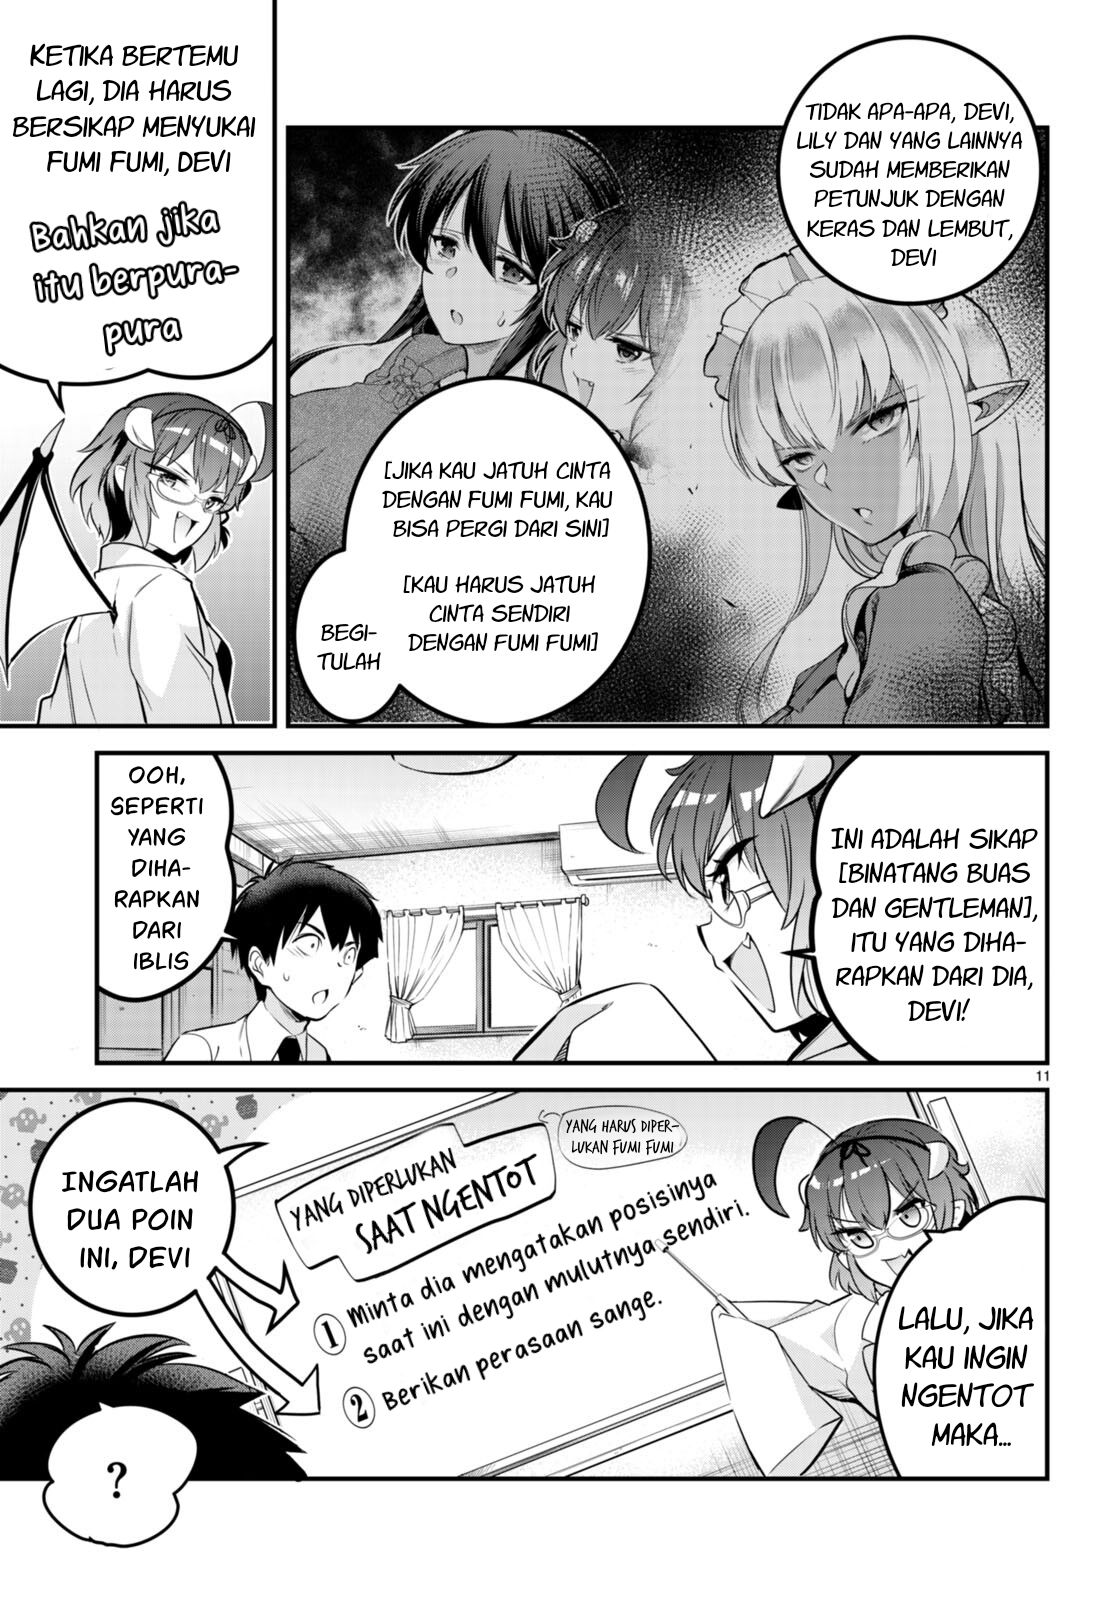 TIDAK APA-APA, DEVI,
LILY DAN YANG LAINNYA
SUDAH MEMBERIKAN
PETUNJUK DENGAN
KERAS DAN LEMBUT,
DEVI
[JIKA KAU JATUH CINTA
DENGAN FUMI FUMI, KAU
BISA PERGI DARI SINI]
[KAU HARUS JATUH
CINTA SENDIRI
DENGAN FUMI FUMI]
BEGI-
TULAH
KETIKA BERTEMU
LAGI, DIA HARUS
BERSIKAP MENYUKAI
FUMI FUMI, DEVI
Bahkan jika
itu berpura-
pura
INI ADALAH SIKAP
[BINATANG BUAS
DAN GENTLEMAN],
ITU YANG DIHA-
RAPKAN DARI DIA,
DEVI!
OOH,
SEPERTI
YANG
DIHA-
RAPKAN
DARI
IBLIS
11
LALU, JIKA
KAU INGIN
NGENTOT
MAKA...
YANG HARUS DIPER-
LUKAN FUMI FUMI
YANG DIPERLUKAN
SAAT NGENTOT
1 Minta dia mengatakan posisinya
saat ini dengan mulutnya sendiri.
2 Berikan perasaan sange.
INGATLAH
DUA POIN
INI, DEVI
?